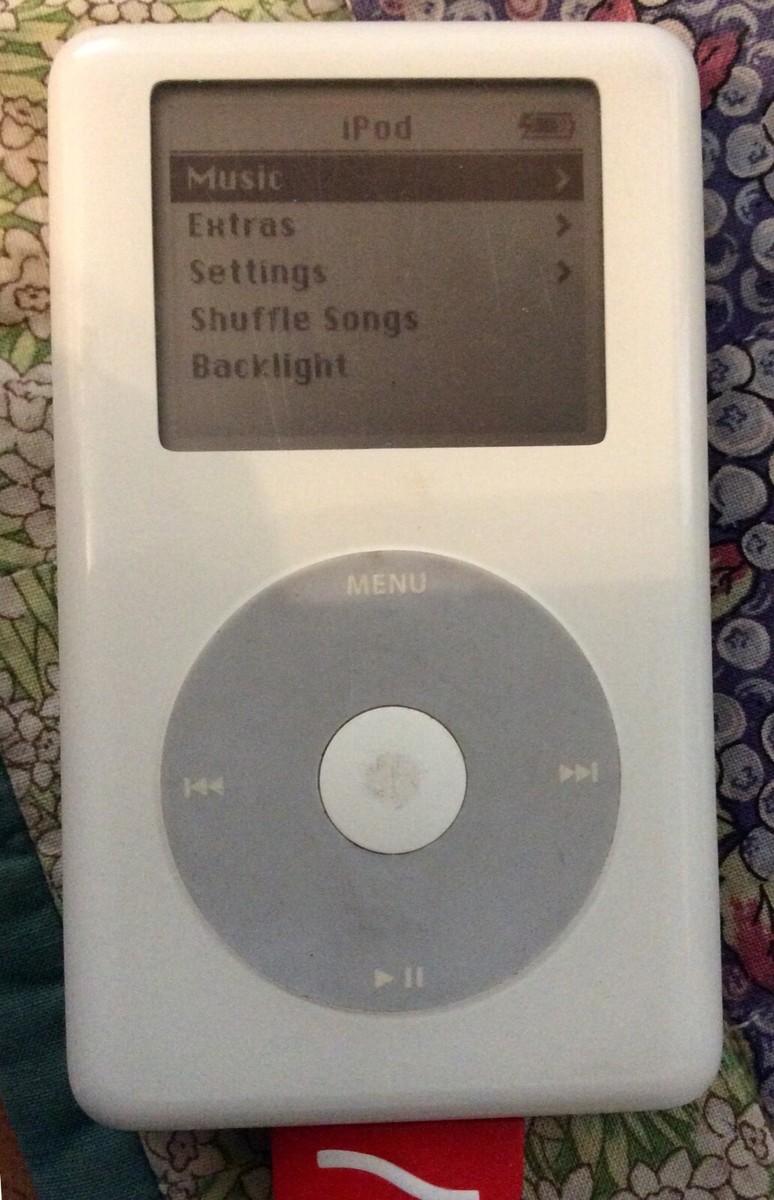 iPod
Music
Extras
Settings
Shuffle Songs
Backlight
MENU